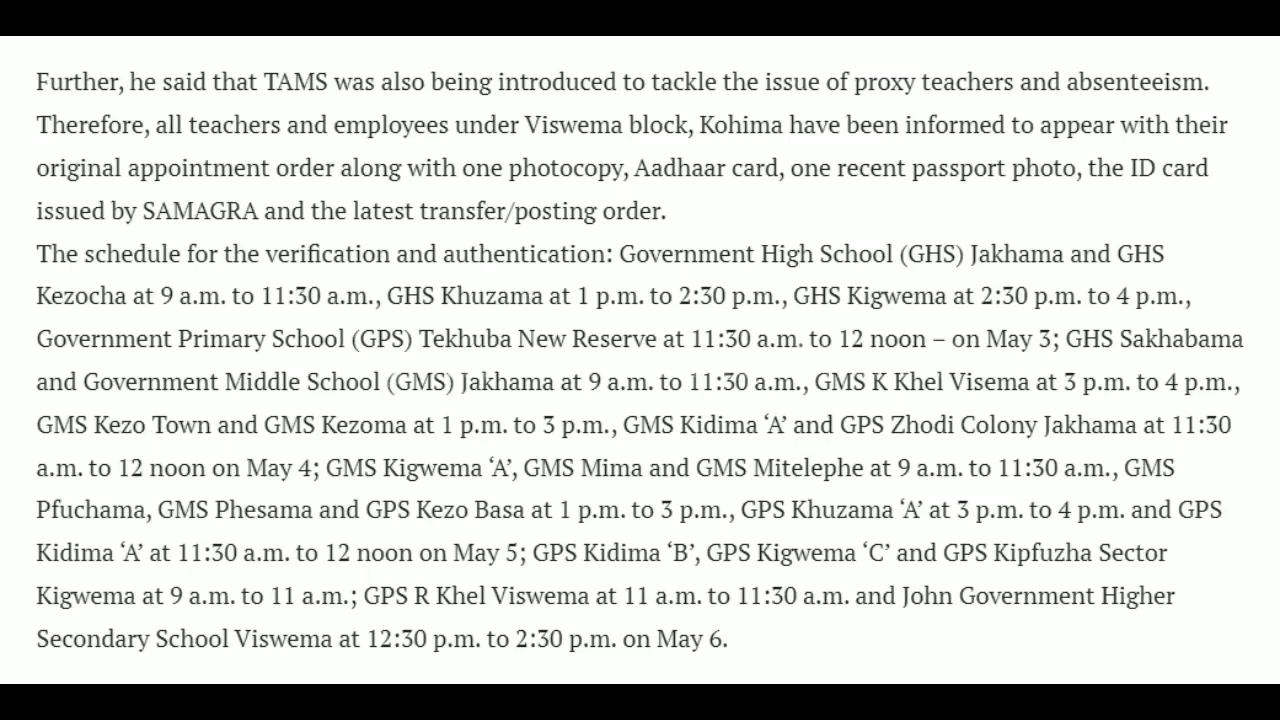 Further, he said that TAMS was also being introduced to tackle the issue of proxy teachers and absenteeism.
Therefore, all teachers and employees under Viswema block, Kohima have been informed to appear with their
original appointment order along with one photocopy, Aadhaar card, one recent passport photo, the ID card
issued by SAMAGRA and the latest transfer/posting order.
The schedule for the verification and authentication: Government High School (GHS) Jakhama and GHS
Kezocha at 9 a.m. to 11:30 a.m., GHS Khuzama at 1 p.m. to 2:30 p.m., GHS Kigwema at 2:30 p.m. to 4 p.m.,
Government Primary School (GPS) Tekhuba New Reserve at 11:30 a.m. to 12 noon – on May 3; GHS Sakhabama
and Government Middle School (GMS) Jakhama at 9 a.m. to 11:30 a.m., GMS K Khel Visema at 3 p.m. to 4 p.m.,
GMS Kezo Town and GMS Kezoma at 1 p.m. to 3 p.m., GMS Kidima ‘A’ and GPS Zhodi Colony Jakhama at 11:30
a.m. to 12 noon on May 4; GMS Kigwema ‘A’, GMS Mima and GMS Mitelephe at 9 a.m. to 11:30 a.m., GMS
Pfuchama, GMS Phesama and GPS Kezo Basa at 1 p.m. to 3 p.m., GPS Khuzama ‘A’ at 3 p.m. to 4 p.m. and GPS
Kidima ‘A’ at 11:30 a.m. to 12 noon on May 5; GPS Kidima ‘B’, GPS Kigwema ‘C’ and GPS Kipfuzha Sector
Kigwema at 9 a.m. to 11 a.m.; GPS R Khel Viswema at 11 a.m. to 11:30 a.m. and John Government Higher
Secondary School Viswema at 12:30 p.m. to 2:30 p.m. on May 6.